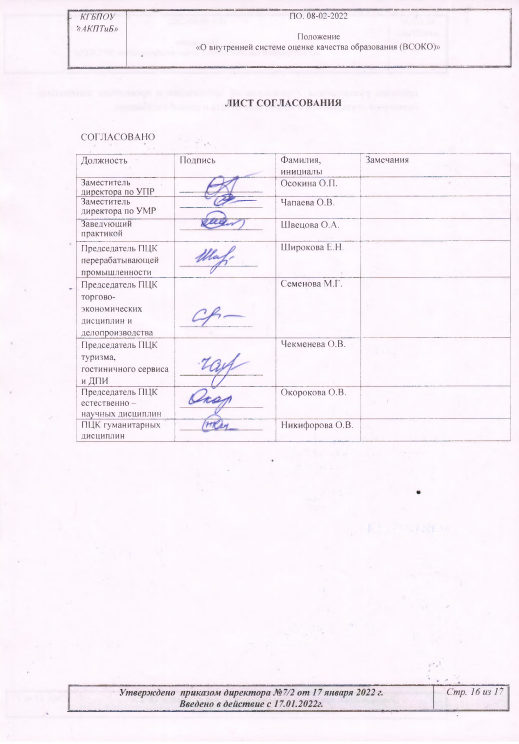 КГБПОУ
«АКПТиБ»
ПО. 08-02-2022
Положение
«О внутренней системе оценке качества образования (ВСОКО)»
ЛИСТ СОГЛАСОВАНИЯ
СОГЛАСОВАНО
Должность Подпись Фамилия, инициалы Замечания
Заместитель директора по УПР Осокина О.П.
Заместитель директора по УМР Чапаева О.В.
Заведующий практикой Швецова О.А.
Председатель ПЦК перерабатывающей промышленности Широкова Е.Н.
Председатель ПЦК торгово-экономических дисциплин и делопроизводства Семенова М.Г.
Председатель ПЦК туризма, гостиничного сервиса и ДПИ Чекменева О.В.
Председатель ПЦК естественно – научных дисциплин Окорокова О.В.
ПЦК гуманитарных дисциплин Никифорова О.В.
Утверждено приказом директора №7/2 от 17 января 2022 г.
Введено в действие с 17.01.2022г.
Стр. 16 из 17